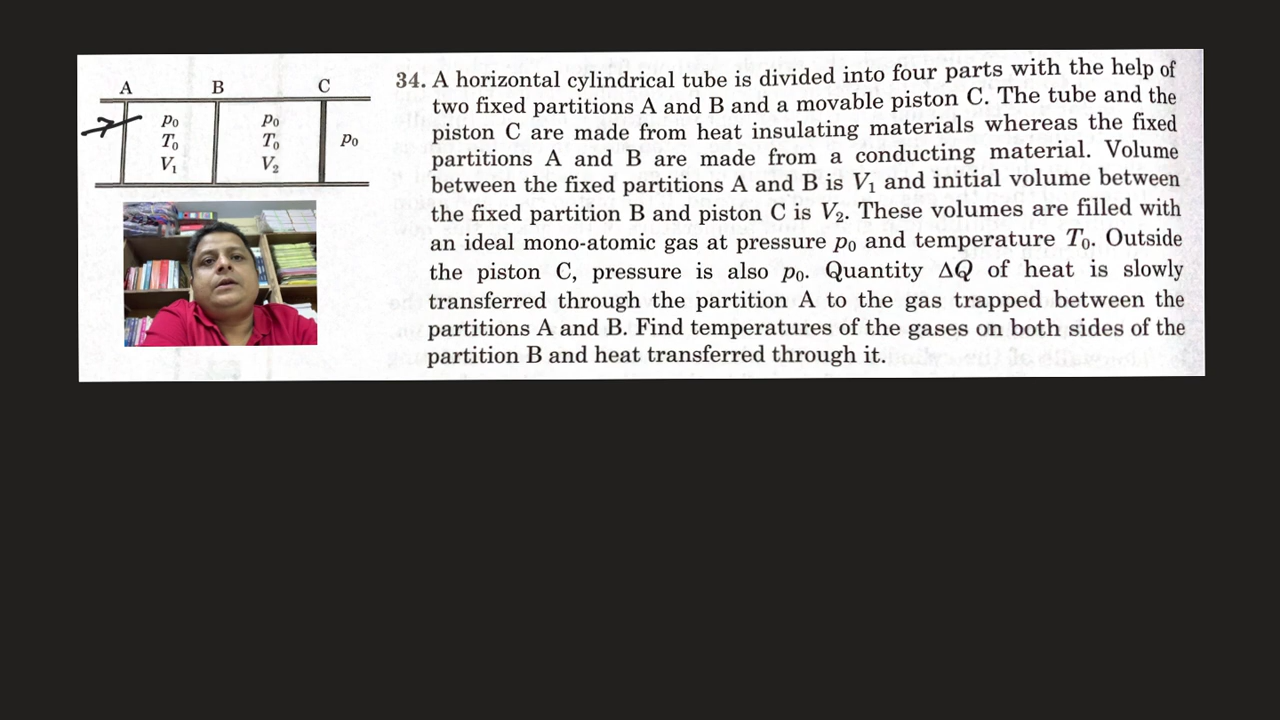 A B C
p₀ p₀
T₀ T₀ p₀
V₁ V₂
34. A horizontal cylindrical tube is divided into four parts with the help of
two fixed partitions A and B and a movable piston C. The tube and the
piston C are made from heat insulating materials whereas the fixed
partitions A and B are made from a conducting material. Volume
between the fixed partitions A and B is V₁ and initial volume between
the fixed partition B and piston C is V₂. These volumes are filled with
an ideal mono-atomic gas at pressure p₀ and temperature T₀. Outside
the piston C, pressure is also p₀. Quantity ΔQ of heat is slowly
transferred through the partition A to the gas trapped between the
partitions A and B. Find temperatures of the gases on both sides of the
partition B and heat transferred through it.